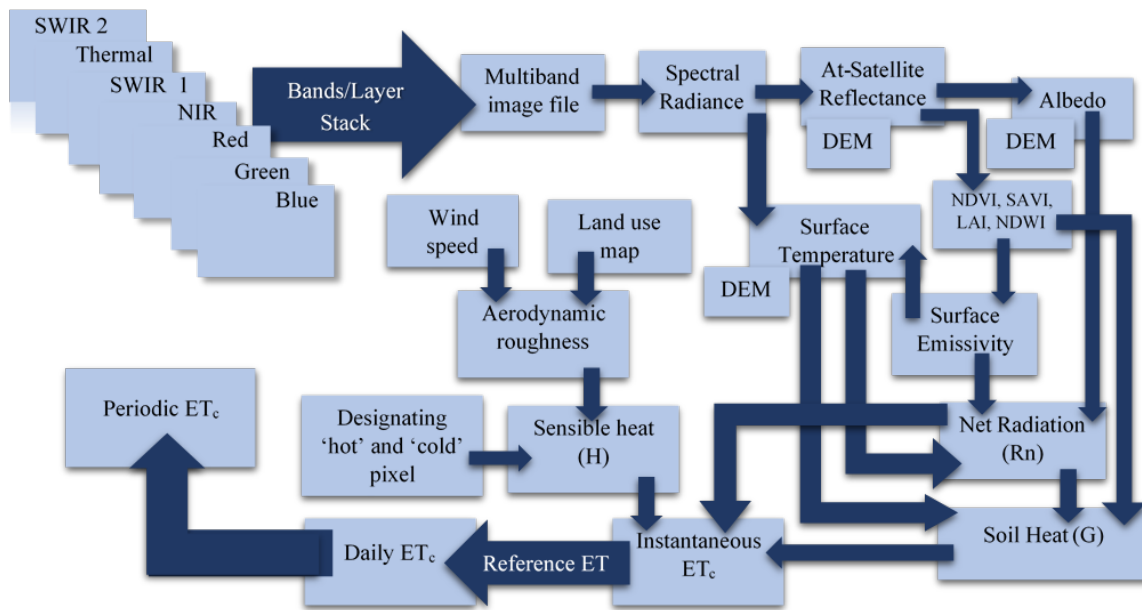 SWIR 2
Thermal
SWIR 1
NIR
Red
Green
Blue
Bands/Layer
Stack
Multiband
image file
Spectral
Radiance
At-Satellite
Reflectance
DEM
Albedo
DEM
NDVI, SAVI,
LAI, NDWI
Wind
speed
Land use
map
Surface
Temperature
DEM
Aerodynamic
roughness
Surface
Emissivity
Periodic ETc
Designating
‘hot’ and ‘cold’
pixel
Sensible heat
(H)
Net Radiation
(Rn)
Daily ETc
Reference ET
Instantaneous
ETc
Soil Heat (G)